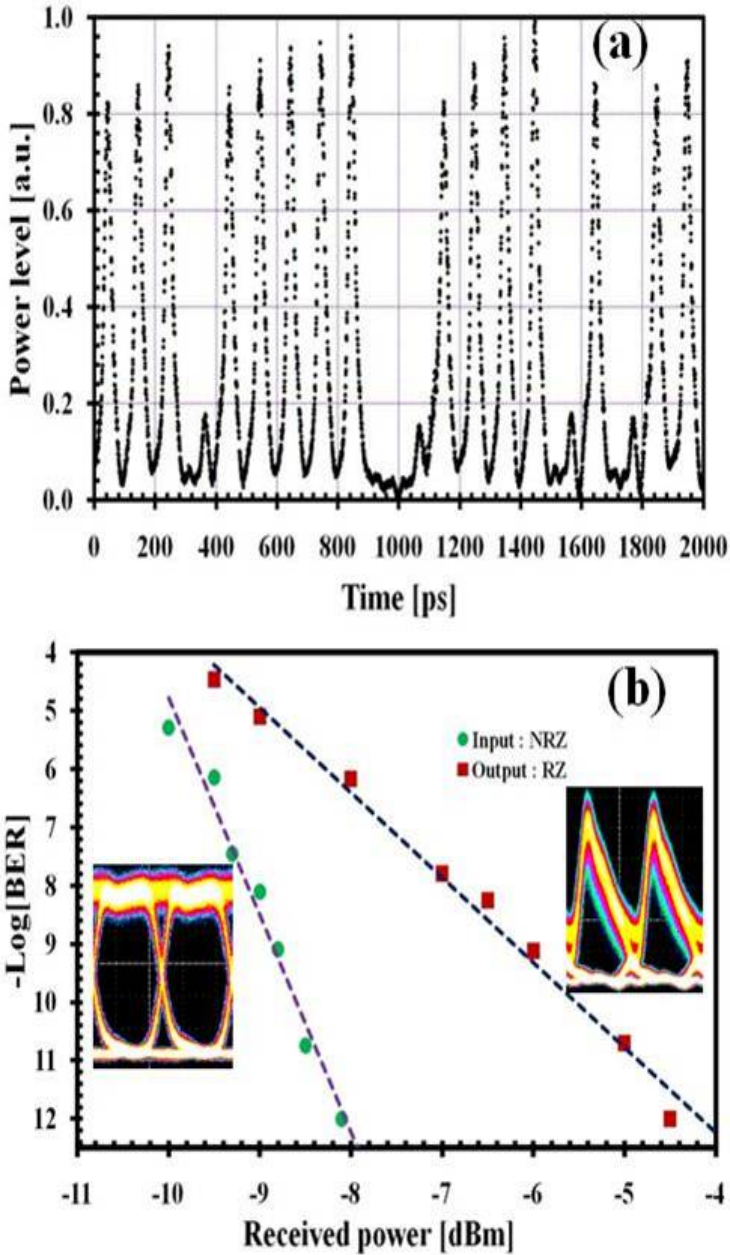 (a)
Power level [a.u.]
1.0
0.8
0.6
0.4
0.2
0.0
0 200 400 600 800 1000 1200 1400 1600 1800 2000
Time [ps]
(b)
-Log[BER]
4
5
6
7
8
9
10
11
12
Input : NRZ
Output : RZ
-11 -10 -9 -8 -7 -6 -5 -4
Received power [dBm]